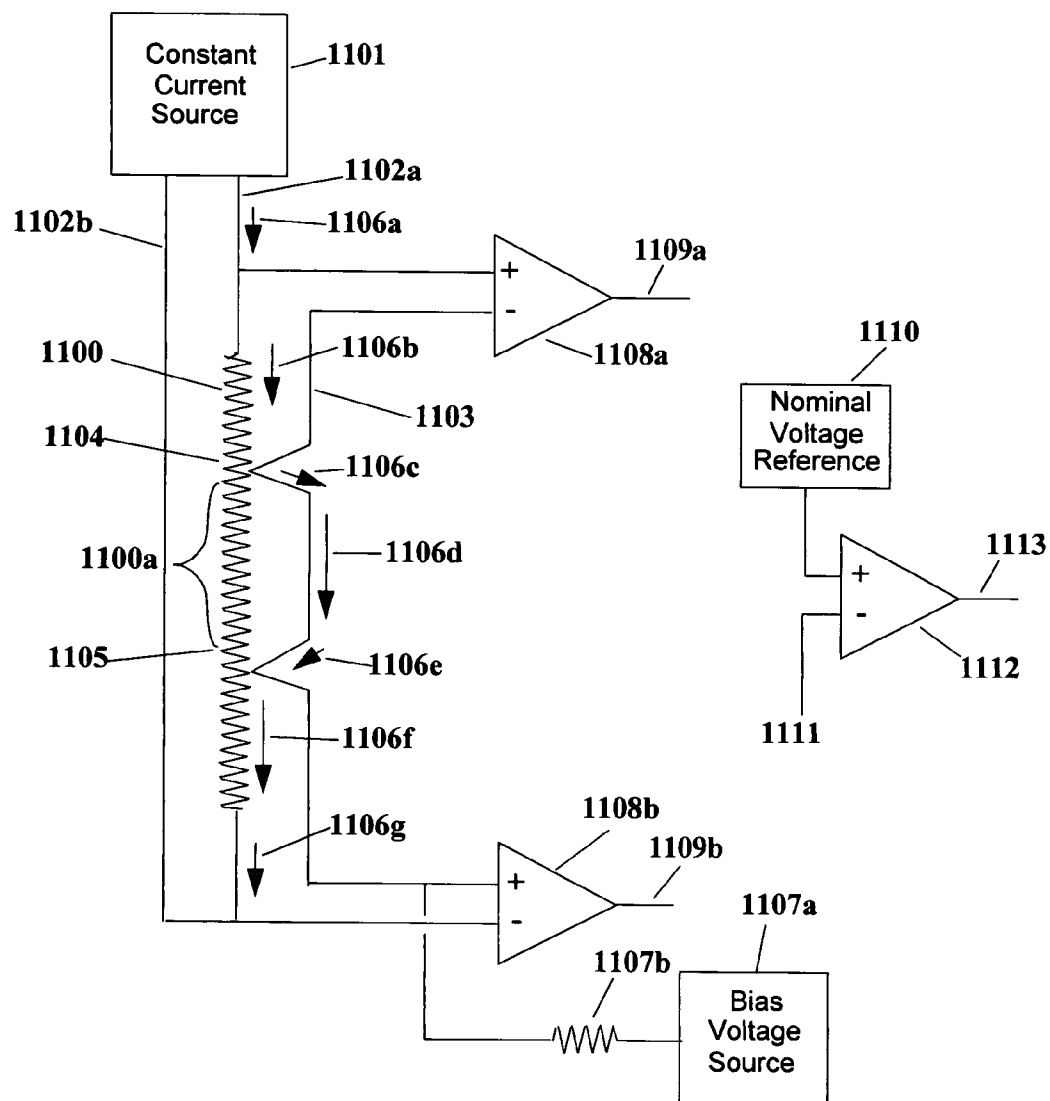 Constant
Current
Source
1101
1102a
1102b
1106a
1109a
+
-
1108a
1100
1106b
1110
1103
Nominal
Voltage
Reference
1104
1106c
1100a
1106d
1113
+
-
1105
1106e
1112
1111
1106f
1108b
1106g
1109b
+
-
1107a
1107b
Bias
Voltage
Source